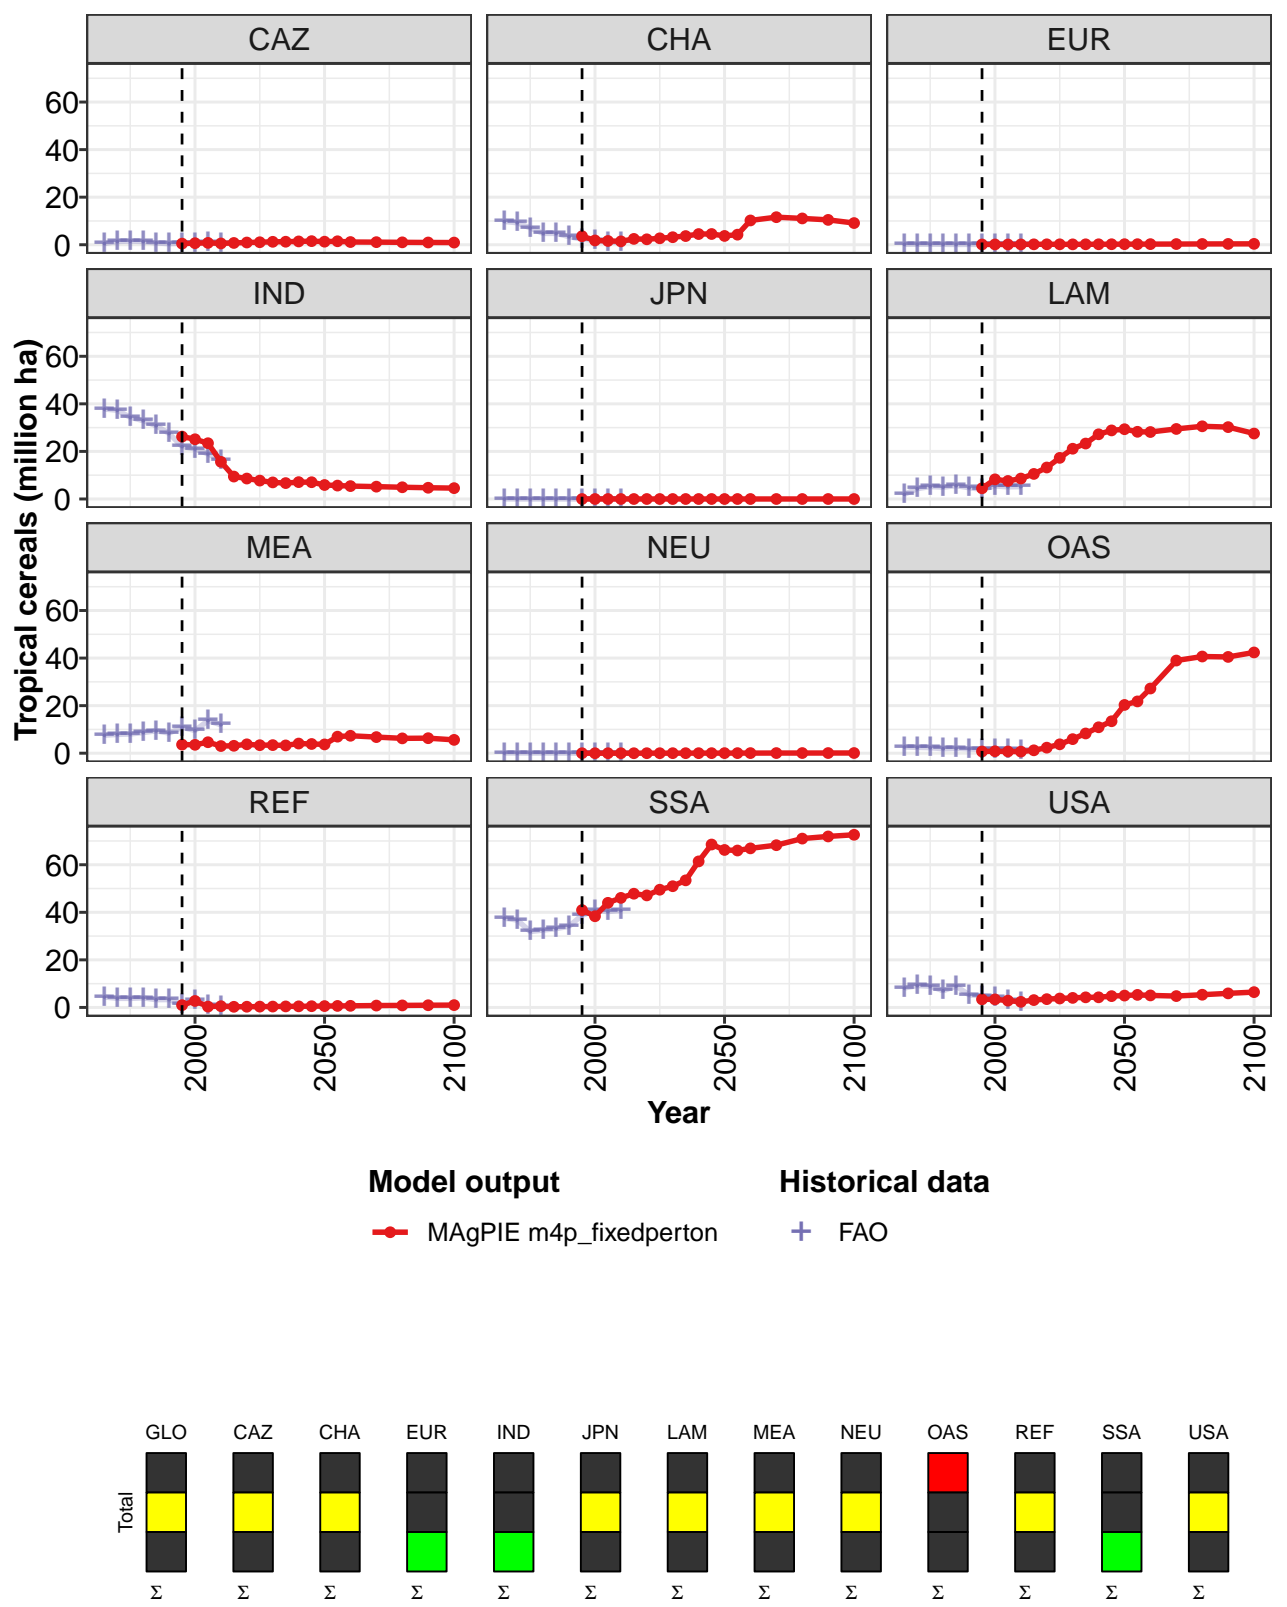 CAZ CHA EUR
60
40
20
0
IND JPN LAM
60
40
20
0
Tropical cereals (million ha)
MEA NEU OAS
60
40
20
0
REF SSA USA
60
40
20
0
2000 2050 2100 2000 2050 2100 2000 2050 2100
Year
Model output Historical data
MAgPIE m4p_fixedperton FAO
GLO CAZ CHA EUR IND JPN LAM MEA NEU OAS REF SSA USA
Total
Σ Σ Σ Σ Σ Σ Σ Σ Σ Σ Σ Σ Σ